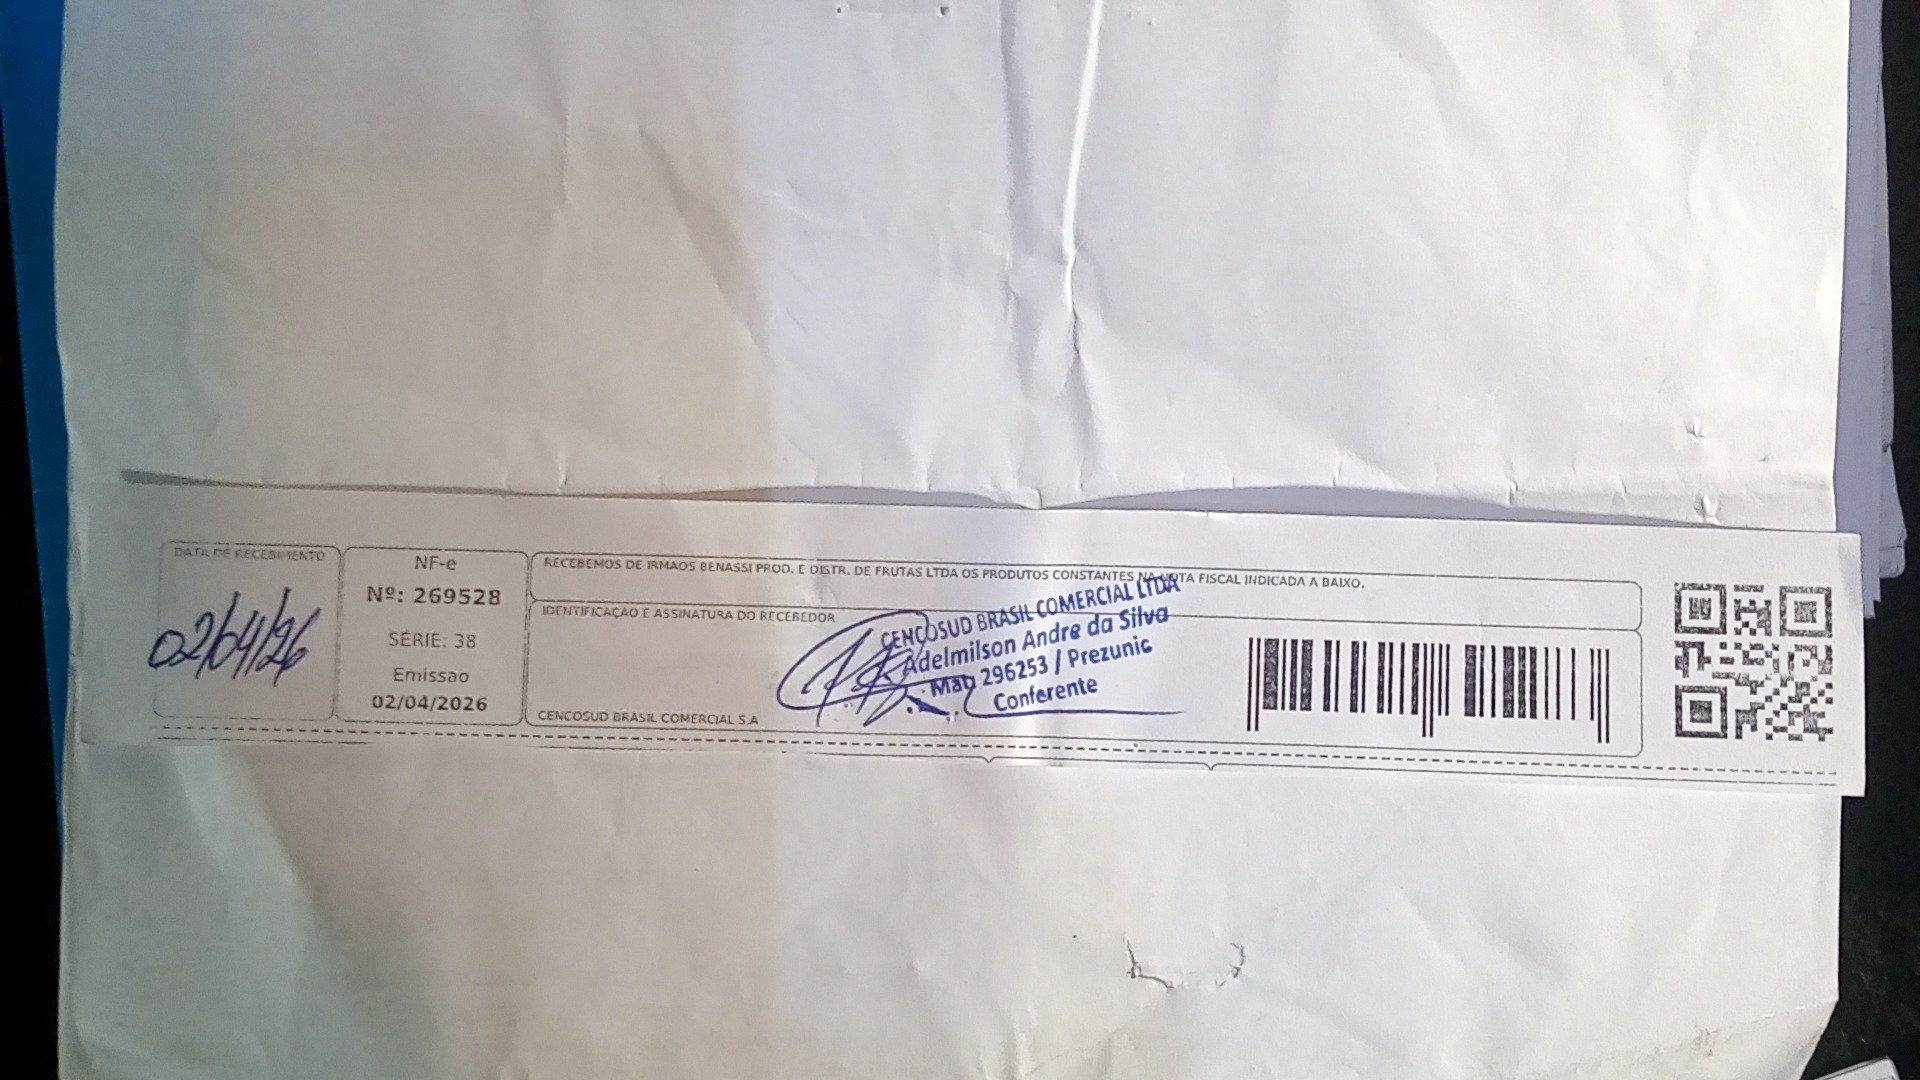 DATA DE RECEBIMENTO
02/04/26
NF-e
Nº: 269528
SÉRIE: 38
Emissao
02/04/2026
RECEBEMOS DE IRMAOS BENASSI PROD. E DISTR. DE FRUTAS LTDA OS PRODUTOS CONSTANTES NA NOTA FISCAL INDICADA A BAIXO.
IDENTIFICAÇÃO E ASSINATURA DO RECEBEDOR
CENCOSUD BRASIL COMERCIAL S.A
CENCOSUD BRASIL COMERCIAL LTDA
Adelmilson Andre da Silva
Mat 296253 / Prezunic
Conferente